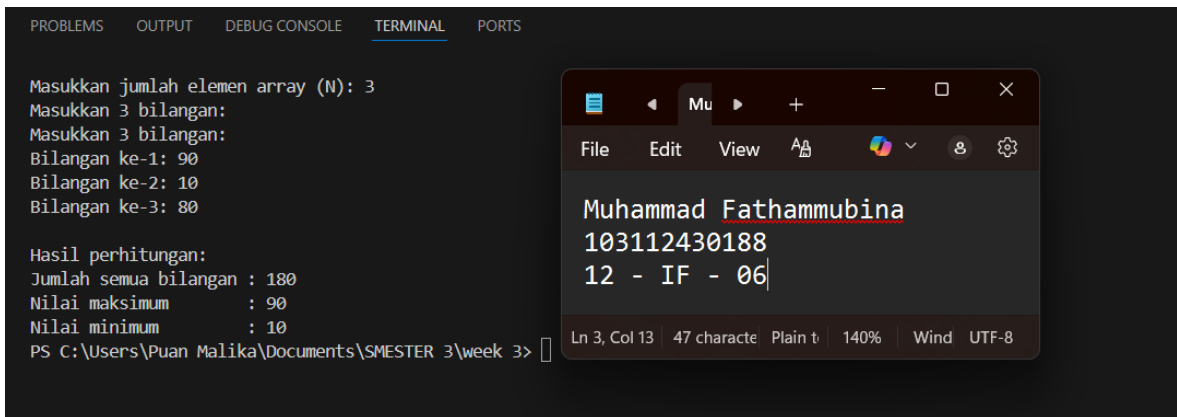 PROBLEMS OUTPUT DEBUG CONSOLE TERMINAL PORTS
Masukkan jumlah elemen array (N): 3
Masukkan 3 bilangan:
Masukkan 3 bilangan:
Bilangan ke-1: 90
Bilangan ke-2: 10
Bilangan ke-3: 80
Hasil perhitungan:
Jumlah semua bilangan : 180
Nilai maksimum : 90
Nilai minimum : 10
PS C:\Users\Puan Malika\Documents\SMESTER 3\week 3>
Mu
File Edit View
Muhammad Fathammubina
103112430188
12 - IF - 06
Ln 3, Col 13 47 characte Plain t 140% Wind UTF-8